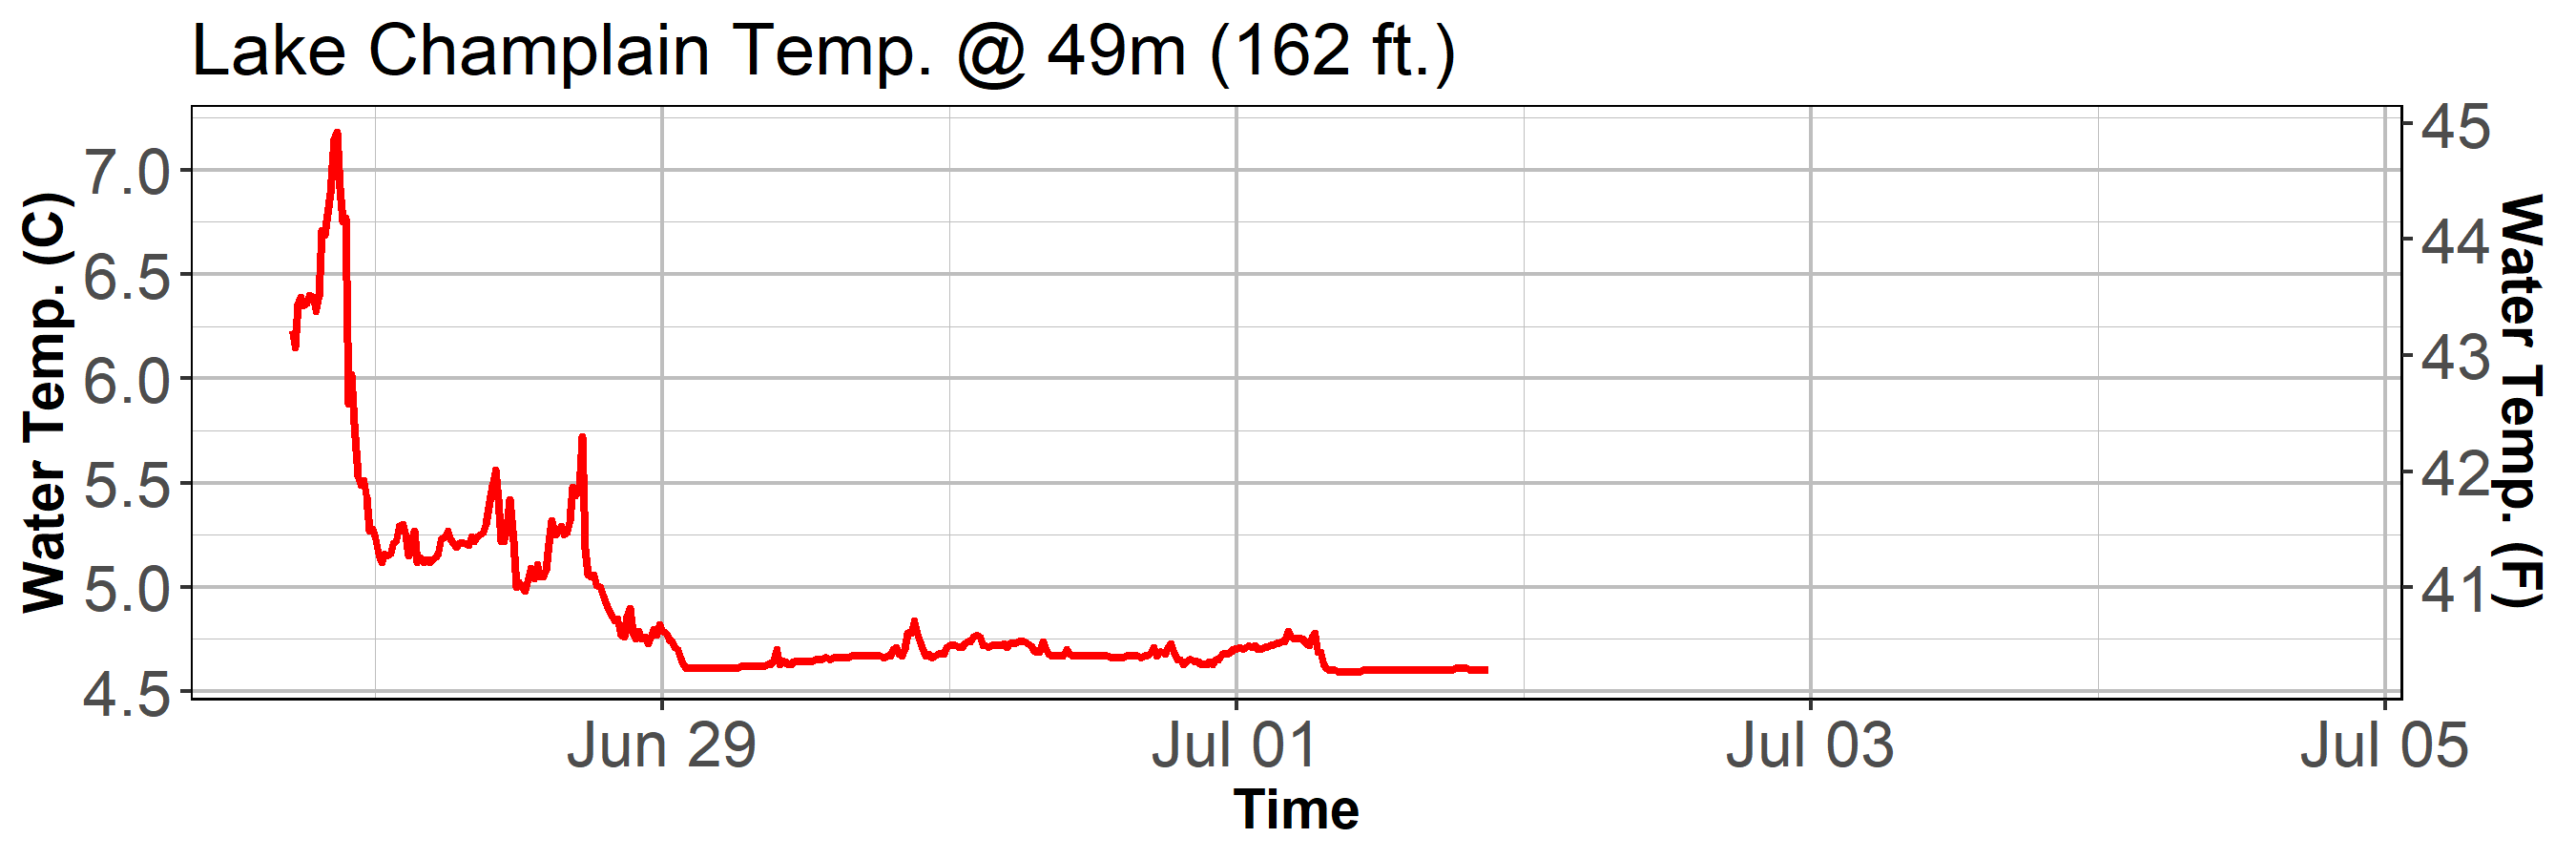 Lake Champlain Temp. @ 49m (162 ft.)
Water Temp. (C)
7.0
6.5
6.0
5.5
5.0
4.5
45
44
43
42
41
Water Temp. (F)
Jun 29
Jul 01
Jul 03
Jul 05
Time